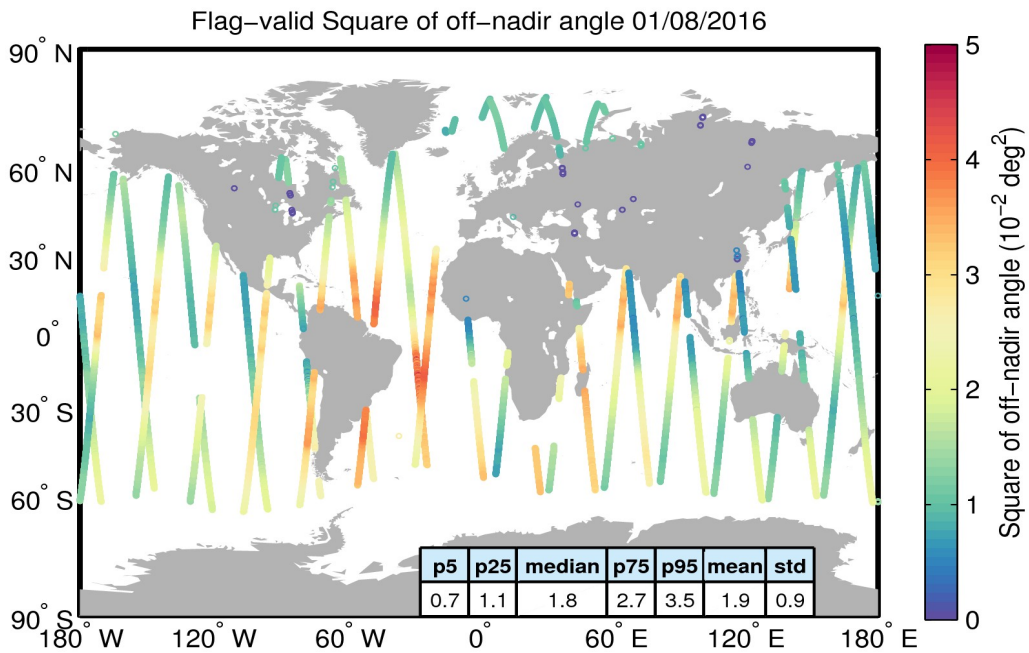 Flag−valid Square of off−nadir angle 01/08/2016
90° N
60° N
30° N
0°
30° S
60° S
90° S
180° W
120° W
60° W
0°
60° E
120° E
180° E
p5 p25 median p75 p95 mean std
0.7 1.1 1.8 2.7 3.5 1.9 0.9
5
4
3
2
1
0
Square of off−nadir angle (10⁻² deg²)